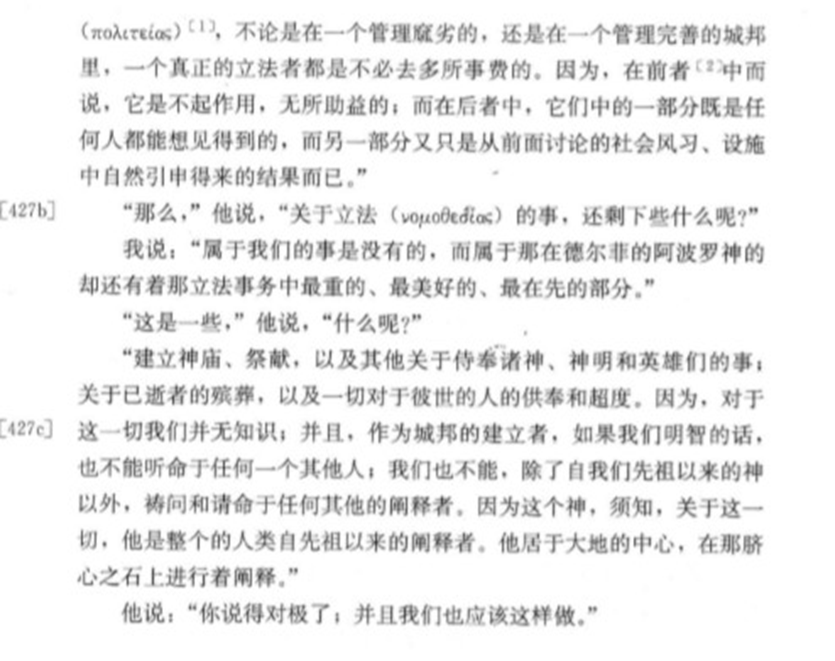 (πολιτείας)〔1〕，不论是在一个管理窳劣的，还是在一个管理完善的城邦
里，一个真正的立法者都是不必去多所事费的。因为，在前者〔2〕中而
说，它是不起作用，无所助益的；而在后者中，它们中的一部分既是任
何人都能想见得到的，而另一部分又只是从前面讨论的社会风习、设施
中自然引申得来的结果而已。”
[427b] “那么，”他说，“关于立法（νομοθεσίας）的事，还剩下些什么呢?”
我说：“属于我们的事是没有的，而属于那在德尔菲的阿波罗神的
却还有着那立法事务中最重的、最美好的、最在先的部分。”
“这是一些，”他说，“什么呢?”
“建立神庙、祭献，以及其他关于侍奉诸神、神明和英雄们的事；
关于已逝者的殡葬，以及一切对于彼世的人的供奉和超度。因为，对于
[427c] 这一切我们并无知识；并且，作为城邦的建立者，如果我们明智的话，
也不能听命于任何一个其他人；我们也不能，除了自我们先祖以来的神
以外，祷问和请命于任何其他的阐释者。因为这个神，须知，关于这一
切，他是整个的人类自先祖以来的阐释者。他居于大地的中心，在那脐
心之石上进行着阐释。”
他说：“你说得对极了；并且我们也应该这样做。”